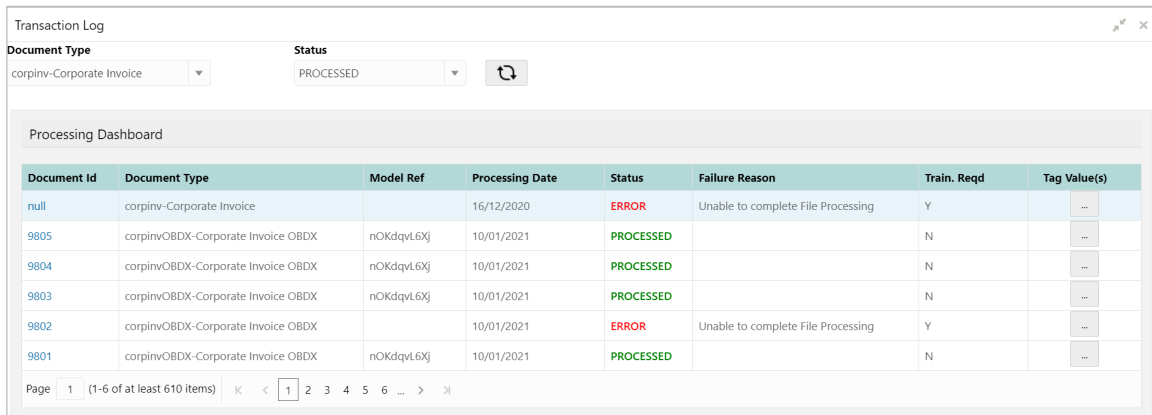 Transaction Log
Document Type Status
corpinv-Corporate Invoice PROCESSED
Processing Dashboard
Document Id Document Type Model Ref Processing Date Status Failure Reason Train. Reqd Tag Value(s)
null corpinv-Corporate Invoice 16/12/2020 ERROR Unable to complete File Processing Y ...
9805 corpinvOBDX-Corporate Invoice OBDX nOKdqvL6Xj 10/01/2021 PROCESSED N ...
9804 corpinvOBDX-Corporate Invoice OBDX nOKdqvL6Xj 10/01/2021 PROCESSED N ...
9803 corpinvOBDX-Corporate Invoice OBDX nOKdqvL6Xj 10/01/2021 PROCESSED N ...
9802 corpinvOBDX-Corporate Invoice OBDX 10/01/2021 ERROR Unable to complete File Processing Y ...
9801 corpinvOBDX-Corporate Invoice OBDX nOKdqvL6Xj 10/01/2021 PROCESSED N ...
Page 1 (1-6 of at least 610 items) 1 2 3 4 5 6 ...